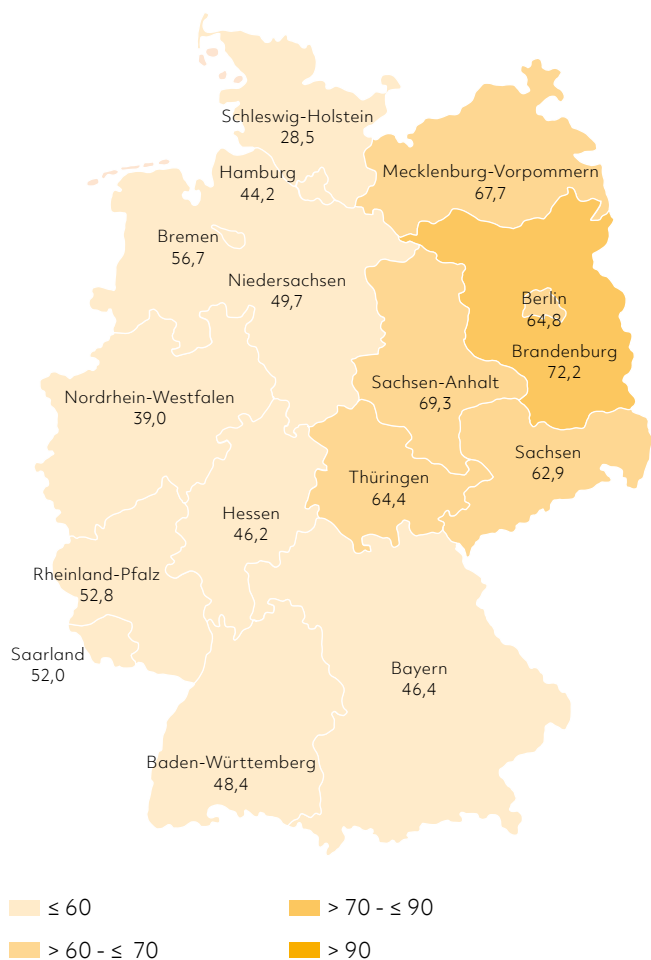 Schleswig-Holstein
28,5
Hamburg
44,2
Mecklenburg-Vorpommern
67,7
Bremen
56,7
Niedersachsen
49,7
Berlin
64,8
Brandenburg
72,2
Nordrhein-Westfalen
39,0
Sachsen-Anhalt
69,3
Sachsen
62,9
Thüringen
64,4
Hessen
46,2
Rheinland-Pfalz
52,8
Saarland
52,0
Bayern
46,4
Baden-Württemberg
48,4
≤ 60
> 60 - ≤ 70
> 70 - ≤ 90
> 90